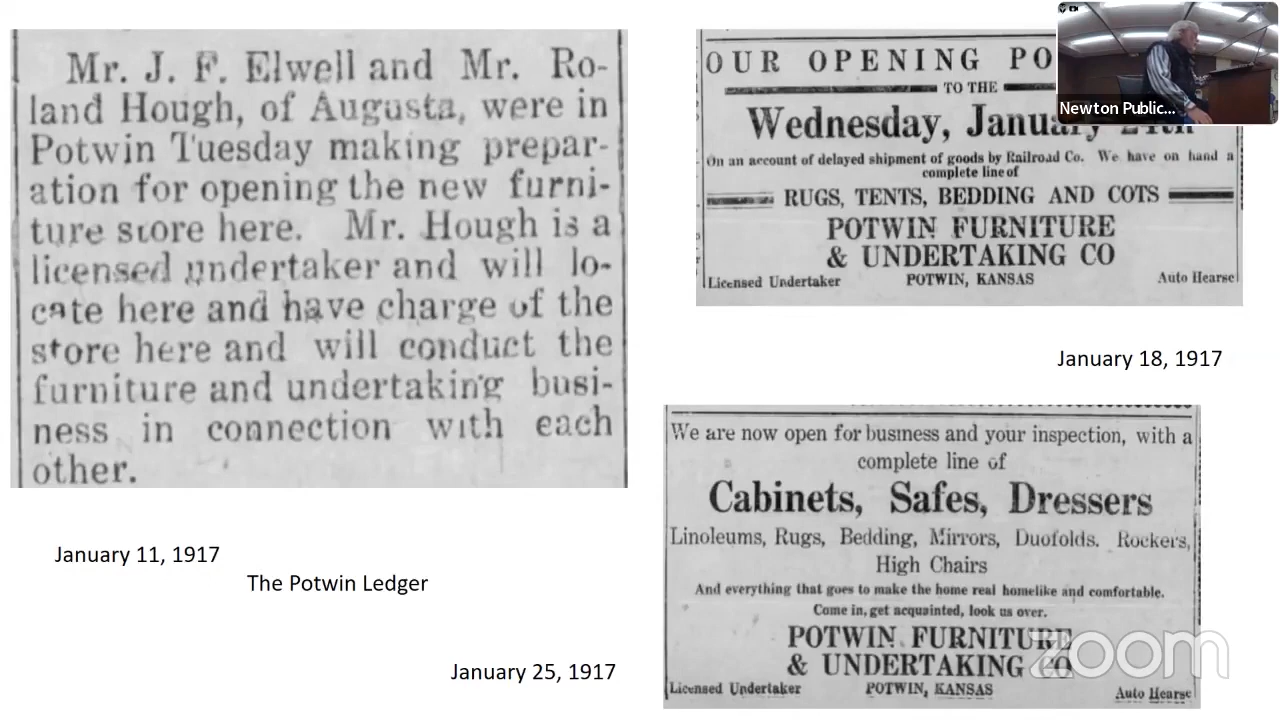 Mr. J. F. Elwell and Mr. Ro-
land Hough, of Augusta, were in
Potwin Tuesday making prepar-
ation for opening the new furni-
ture store here. Mr. Hough is a
licensed undertaker and will lo-
cate here and have charge of the
store here and will conduct the
furniture and undertaking busi-
ness in connection with each
other.
January 11, 1917
The Potwin Ledger
January 25, 1917
OUR OPENING PO
TO THE
Wednesday, January 24th
On an account of delayed shipment of goods by Railroad Co. We have on hand a
complete line of
RUGS, TENTS, BEDDING AND COTS
POTWIN FURNITURE
& UNDERTAKING CO
Licensed Undertaker POTWIN, KANSAS Auto Hearse
Newton Public...
January 18, 1917
We are now open for business and your inspection, with a
complete line of
Cabinets, Safes, Dressers
Linoleums, Rugs, Bedding, Mirrors, Duofolds. Rockers,
High Chairs
And everything that goes to make the home real homelike and comfortable.
Come in, get acquainted, look us over.
POTWIN FURNITURE
& UNDERTAKING CO
Licensed Undertaker POTWIN, KANSAS Auto Hearse
zoom